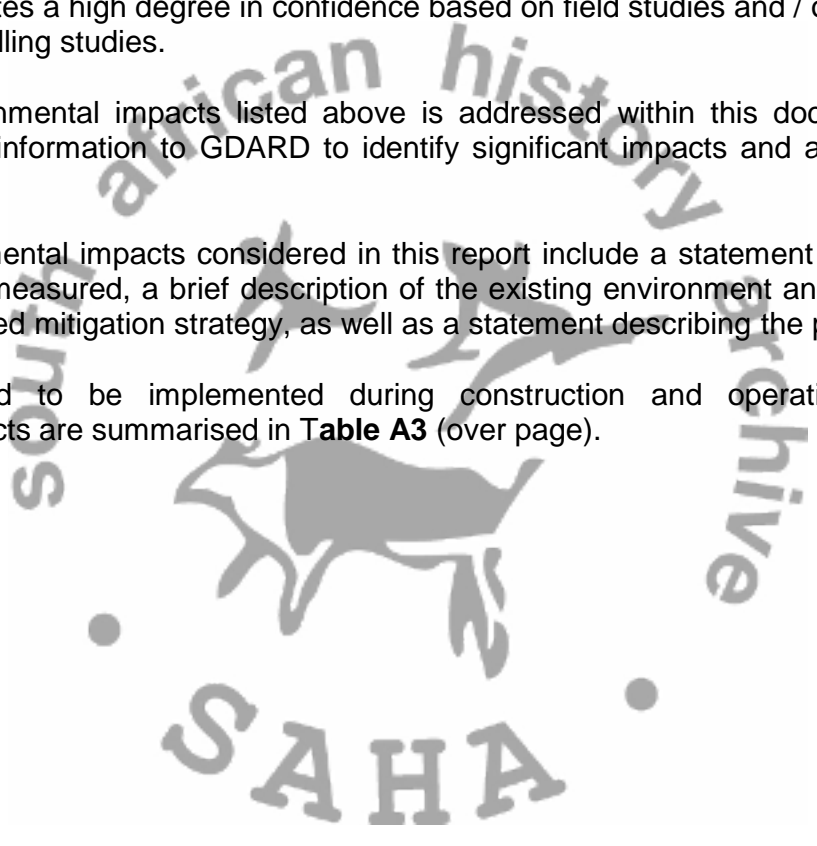 tes a high degree in confidence based on field studies and / o
lling studies.
nmental impacts listed above is addressed within this doc
information to GDARD to identify significant impacts and a
ental impacts considered in this report include a statement
measured, a brief description of the existing environment an
ed mitigation strategy, as well as a statement describing the p
d to be implemented during construction and operati
cts are summarised in Table A3 (over page).
south african history archive
• SAHA •